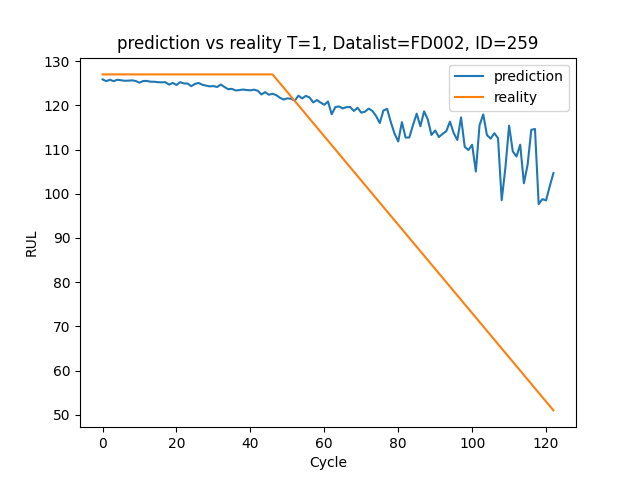 prediction vs reality T=1, Datalist=FD002, ID=259
prediction
reality
130
120
110
100
90
80
70
60
50
RUL
0 20 40 60 80 100 120
Cycle